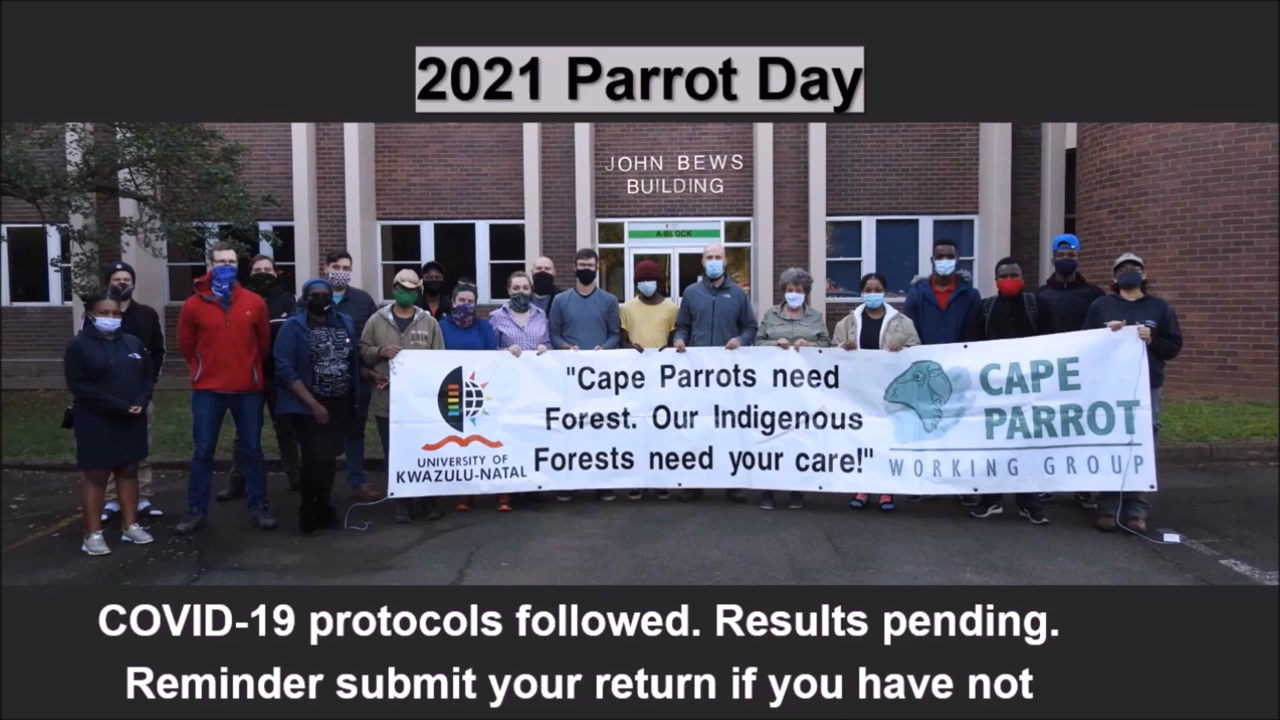 2021 Parrot Day
JOHN BEWS
BUILDING
A-BLOCK
"Cape Parrots need
Forest. Our Indigenous
Forests need your care!"
UNIVERSITY OF
KWAZULU-NATAL
CAPE
PARROT
WORKING GROUP
COVID-19 protocols followed. Results pending.
Reminder submit your return if you have not